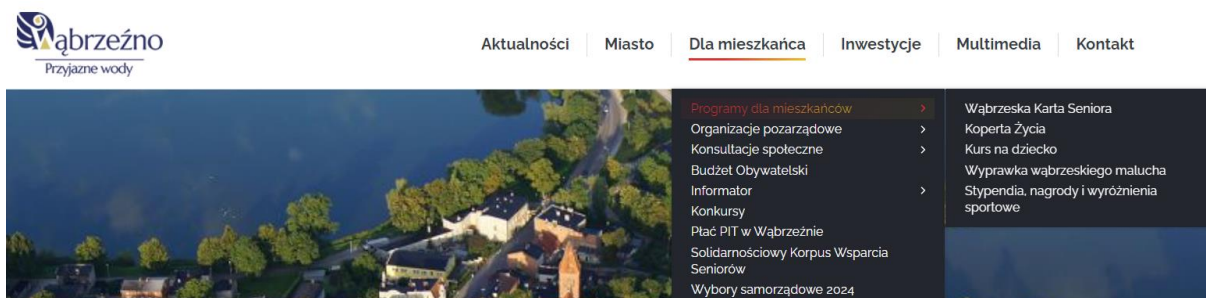 Wąbrzeźno
Przyjazne wody
Aktualności
Miasto
Dla mieszkańca
Inwestycje
Multimedia
Kontakt
Programy dla mieszkańców
Organizacje pozarządowe
Konsultacje społeczne
Budżet Obywatelski
Informator
Konkursy
Płać PIT w Wąbrzeźnie
Solidarnościowy Korpus Wsparcia
Seniorów
Wybory samorządowe 2024
Wąbrzeska Karta Seniora
Koperta Życia
Kurs na dziecko
Wyprawka wąbrzeskiego malucha
Stypendia, nagrody i wyróżnienia
sportowe